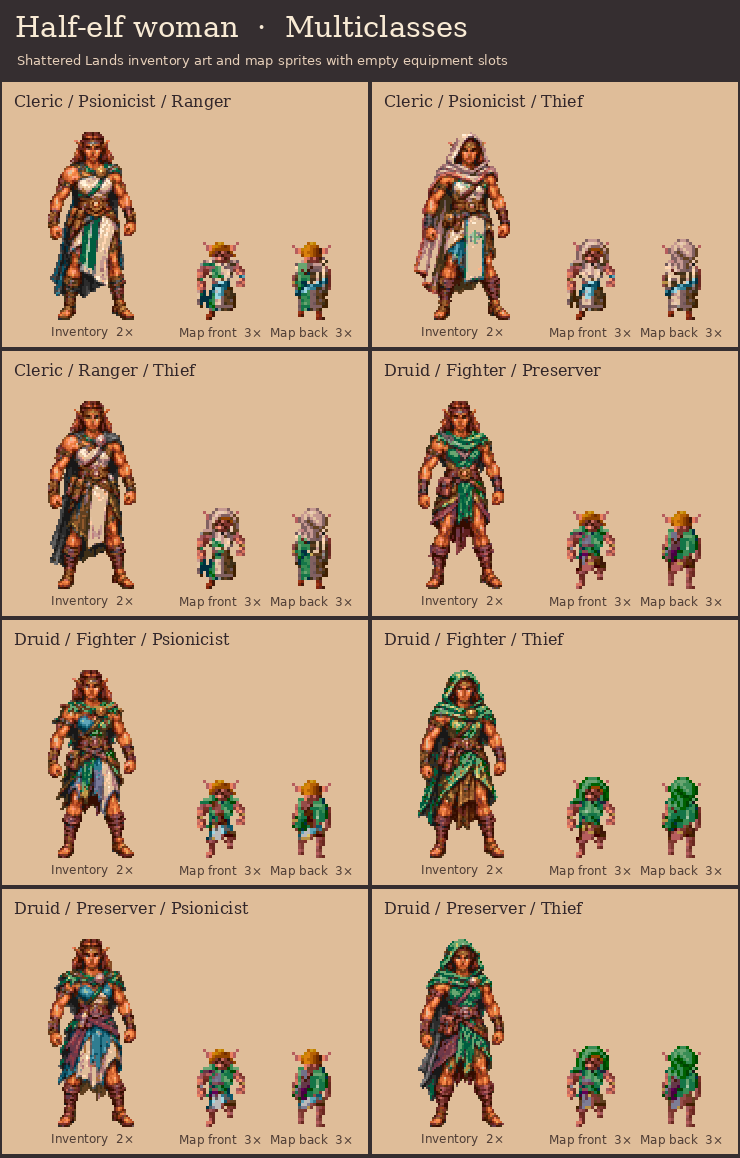 Half-elf woman · Multiclasses
Shattered Lands inventory art and map sprites with empty equipment slots
Cleric / Psionicist / Ranger
Inventory 2×
Map front 3×
Map back 3×
Cleric / Psionicist / Thief
Inventory 2×
Map front 3×
Map back 3×
Cleric / Ranger / Thief
Inventory 2×
Map front 3×
Map back 3×
Druid / Fighter / Preserver
Inventory 2×
Map front 3×
Map back 3×
Druid / Fighter / Psionicist
Inventory 2×
Map front 3×
Map back 3×
Druid / Fighter / Thief
Inventory 2×
Map front 3×
Map back 3×
Druid / Preserver / Psionicist
Inventory 2×
Map front 3×
Map back 3×
Druid / Preserver / Thief
Inventory 2×
Map front 3×
Map back 3×